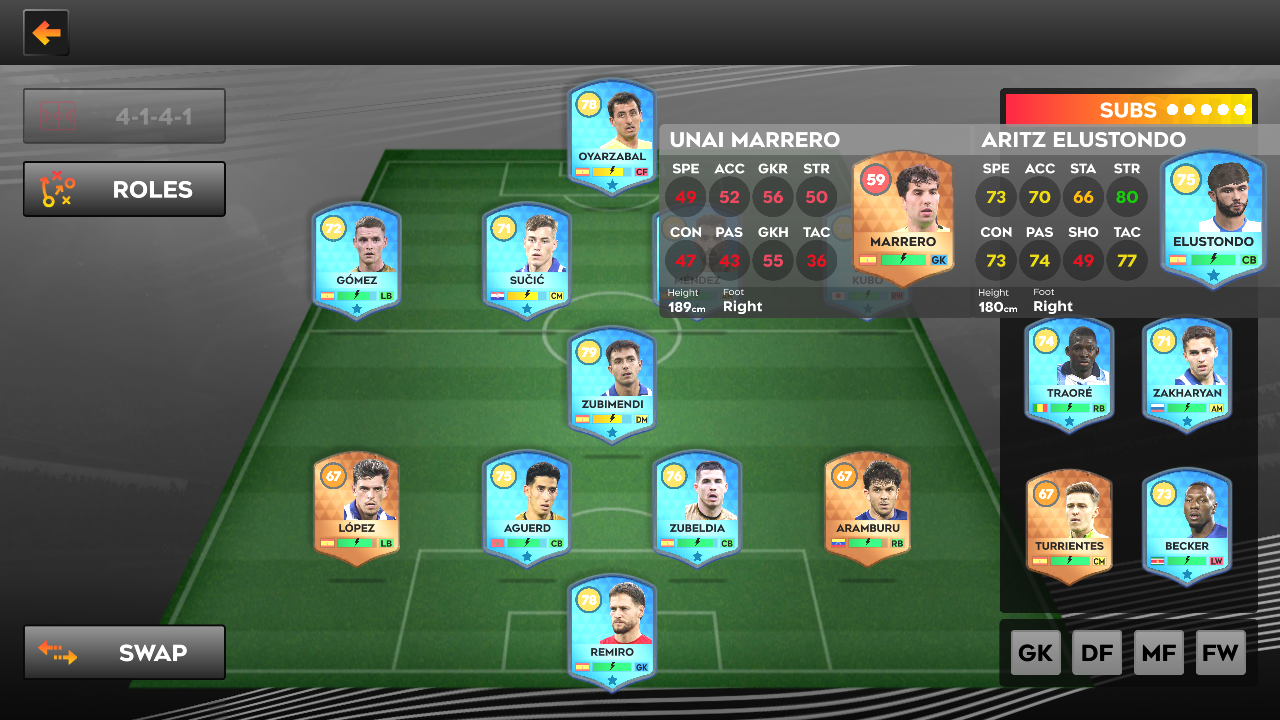 4-1-4-1
ROLES
78
OYARZABAL
CF
SUBS
UNAI MARRERO
SPE ACC GKR STR
49 52 56 50
CON PAS GKH TAC
47 43 55 36
Height Foot
189cm Right
59
MARRERO
GK
ARITZ ELUSTONDO
SPE ACC STA STR
73 70 66 80
CON PAS SHO TAC
73 74 49 77
Height Foot
180cm Right
75
ELUSTONDO
CB
72
GÓMEZ
LB
71
SUČIĆ
CM
MÉNDEZ
KUBO
RW
79
ZUBIMENDI
DM
74
TRAORÉ
RB
71
ZAKHARYAN
AM
67
LÓPEZ
LB
75
AGUERD
CB
76
ZUBELDIA
CB
67
ARAMBURU
RB
67
TURRIENTES
CM
73
BECKER
LW
78
REMIRO
GK
SWAP
GK DF MF FW